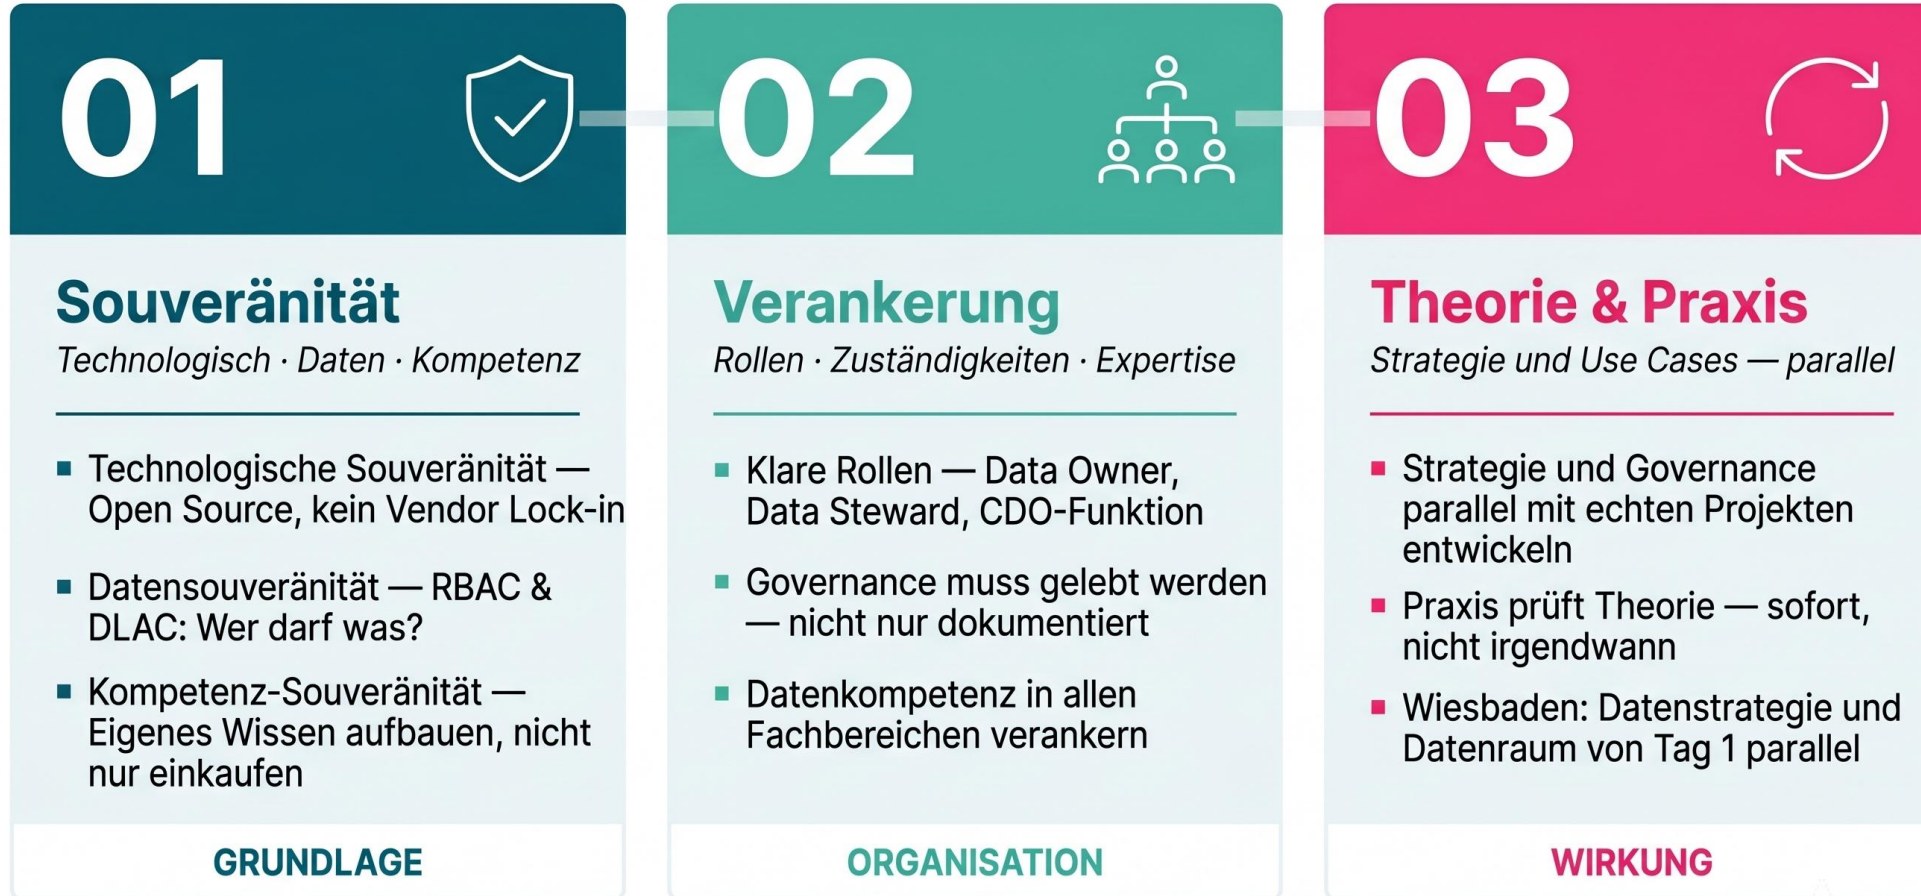 01
Souveränität
Technologisch · Daten · Kompetenz
Technologische Souveränität —
Open Source, kein Vendor Lock-in
Datensouveränität — RBAC &
DLAC: Wer darf was?
Kompetenz-Souveränität —
Eigenes Wissen aufbauen, nicht
nur einkaufen
GRUNDLAGE
02
Verankerung
Rollen · Zuständigkeiten · Expertise
Klare Rollen — Data Owner,
Data Steward, CDO-Funktion
Governance muss gelebt werden
— nicht nur dokumentiert
Datenkompetenz in allen
Fachbereichen verankern
ORGANISATION
03
Theorie & Praxis
Strategie und Use Cases — parallel
Strategie und Governance
parallel mit echten Projekten
entwickeln
Praxis prüft Theorie — sofort,
nicht irgendwann
Wiesbaden: Datenstrategie und
Datenraum von Tag 1 parallel
WIRKUNG